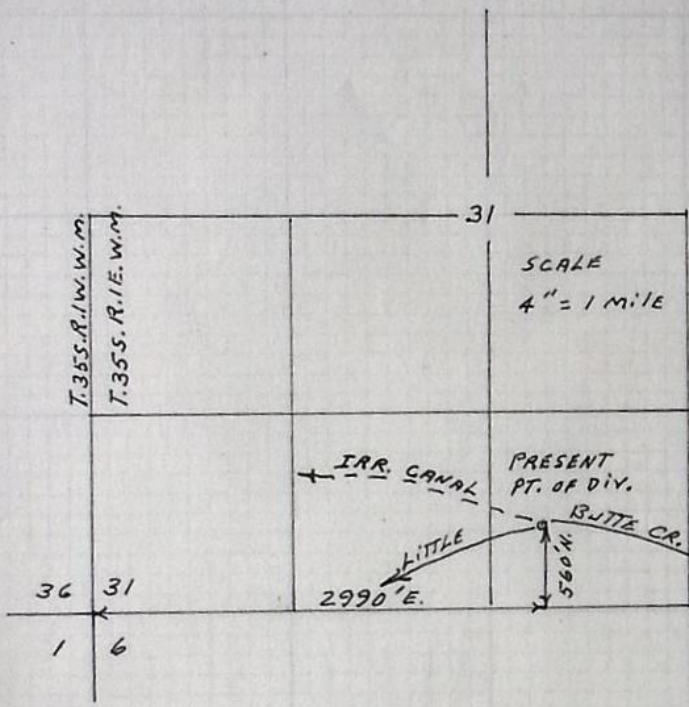 31
SCALE
4" = 1 MILE
T.35S.R.1W.W.M.
T.35S.R.1E.W.M.
IRR. CANAL
PRESENT
PT. OF DIV.
BUTTE CR.
LITTLE
560'N.
2990'E.
36 31
1 6